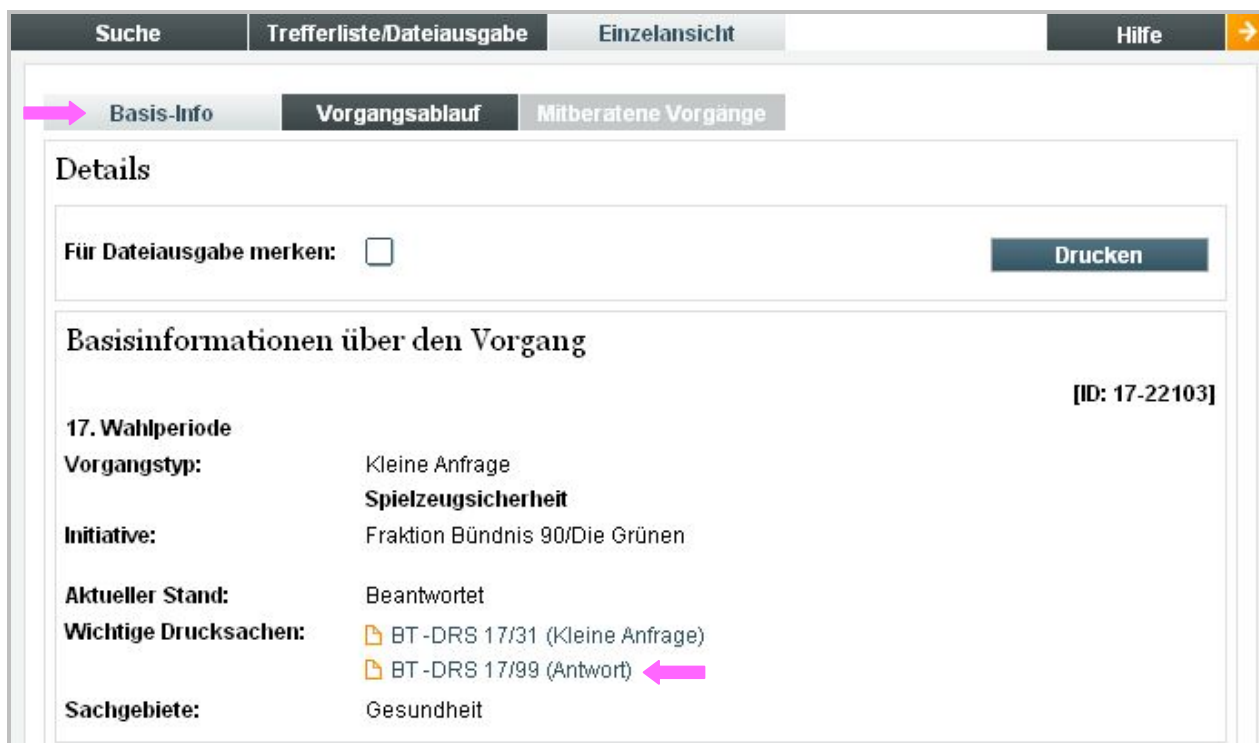 Suche Trefferliste/Dateiausgabe Einzelansicht Hilfe
Basis-Info Vorgangsablauf Mitberatene Vorgänge
Details
Für Dateiausgabe merken: Drucken
Basisinformationen über den Vorgang
[ID: 17-22103]
17. Wahlperiode
Vorgangstyp: Kleine Anfrage
Spielzeugsicherheit
Initiative: Fraktion Bündnis 90/Die Grünen
Aktueller Stand: Beantwortet
Wichtige Drucksachen: BT-DRS 17/31 (Kleine Anfrage)
BT-DRS 17/99 (Antwort)
Sachgebiete: Gesundheit